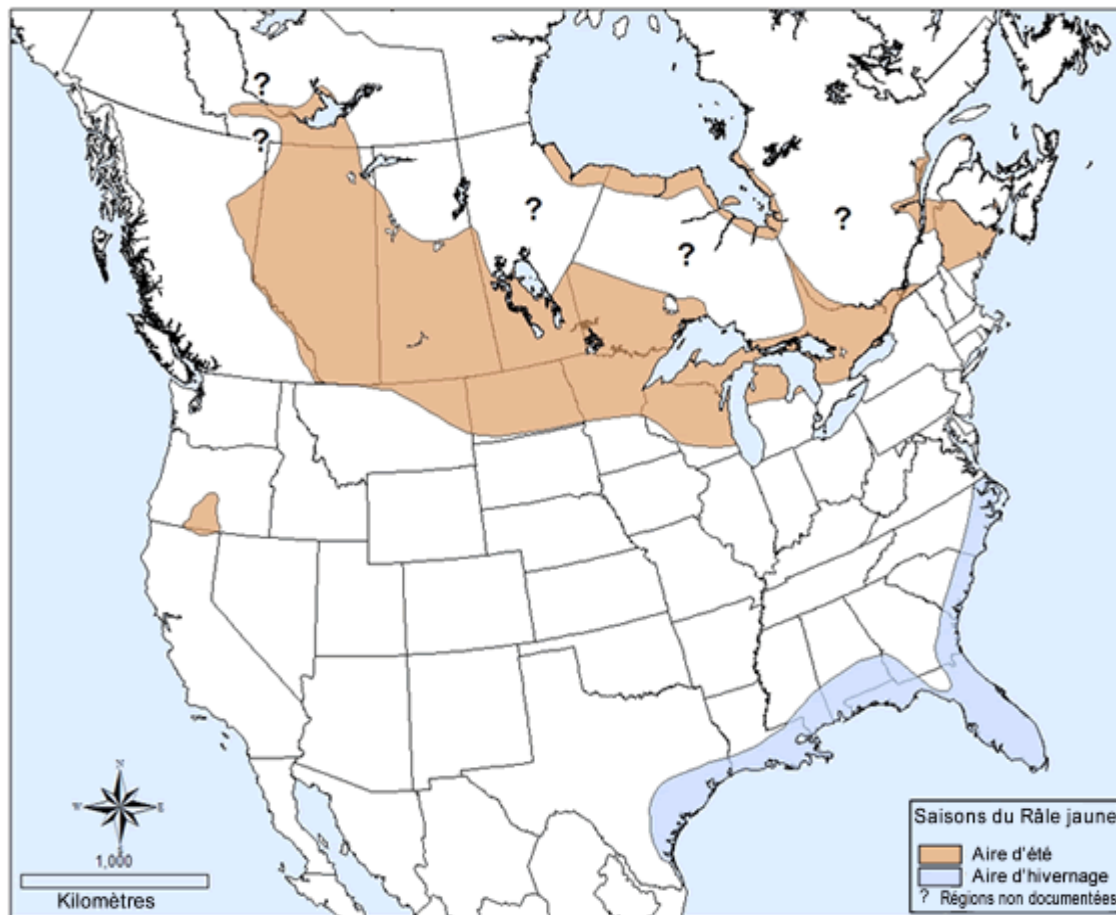 ?
?
?
?
?
N
W
E
S
1,000
Kilomètres
Saisons du Râle jaune
Aire d'été
Aire d'hivernage
? Régions non documentées